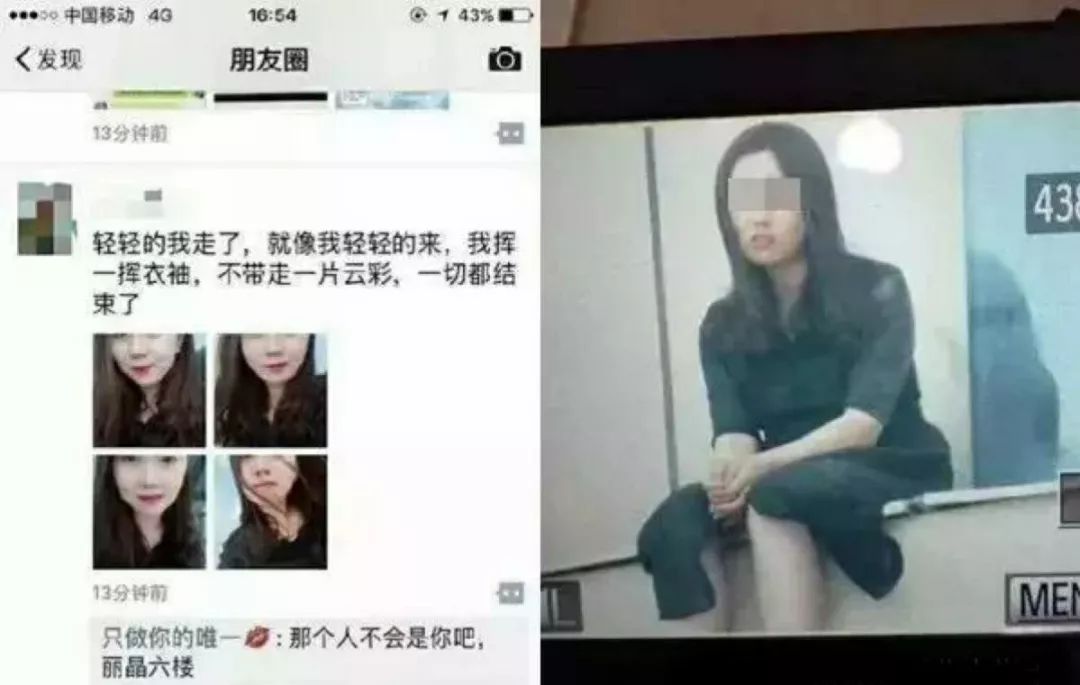 中国移动 4G 16:54 43%
发现 朋友圈
13分钟前
轻轻的我走了，就像我轻轻的来，我挥
一挥衣袖，不带走一片云彩，一切都结
束了
13分钟前
只做你的唯一💋：那个人不会是你吧，
丽晶六楼
438
MEN